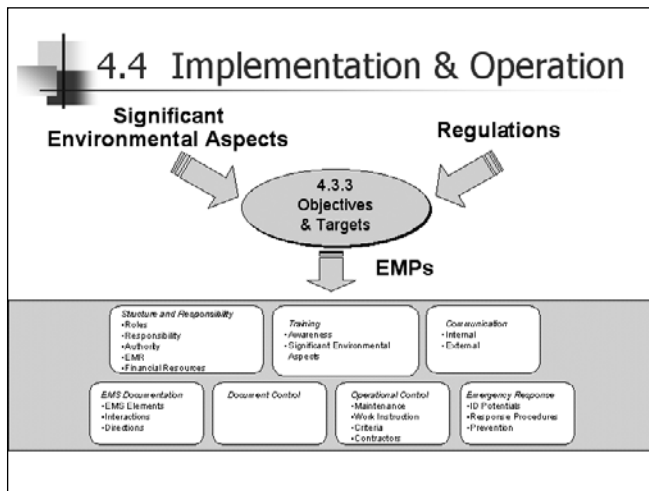 4.4 Implementation & Operation
Significant
Environmental Aspects
Regulations
4.3.3
Objectives
& Targets
EMPs
Structure and Responsibility
•Roles
•Responsibility
•Authority
•EMR
•Financial Resources
Training
•Awareness
•Significant Environmental
Aspects
Communication
•Internal
•External
EMS Documentation
•EMS Elements
•Interactions
•Directions
Document Control
Operational Control
•Maintenance
•Work Instruction
•Criteria
•Contractors
Emergency Response
•ID Potentials
•Response Procedures
•Prevention